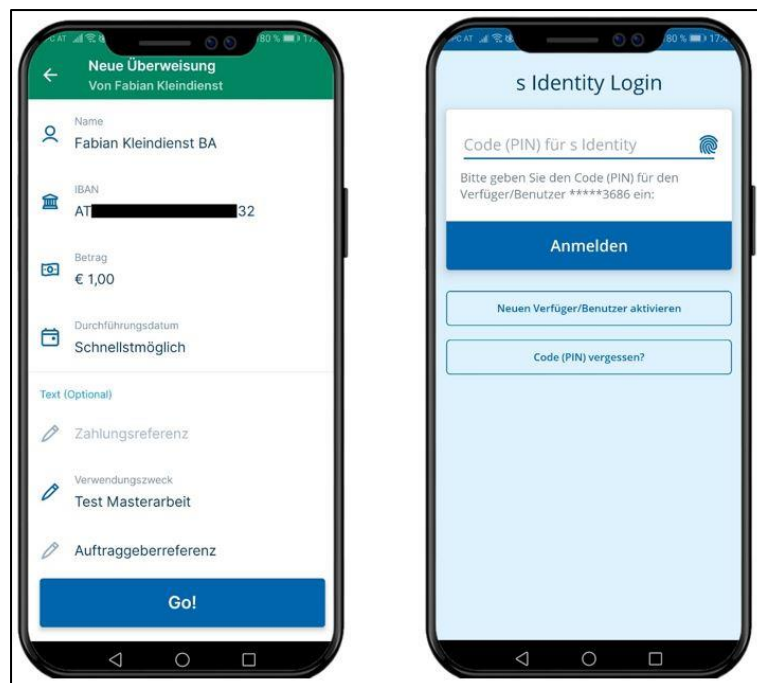 80 %
Neue Überweisung
Von Fabian Kleindienst
Name
Fabian Kleindienst BA
IBAN
AT 32
Betrag
€ 1,00
Durchführungsdatum
Schnellstmöglich
Text (Optional)
Zahlungsreferenz
Verwendungszweck
Test Masterarbeit
Auftraggeberreferenz
Go!
80 %
s Identity Login
Code (PIN) für s Identity
Bitte geben Sie den Code (PIN) für den
Verfüger/Benutzer *****3686 ein:
Anmelden
Neuen Verfüger/Benutzer aktivieren
Code (PIN) vergessen?